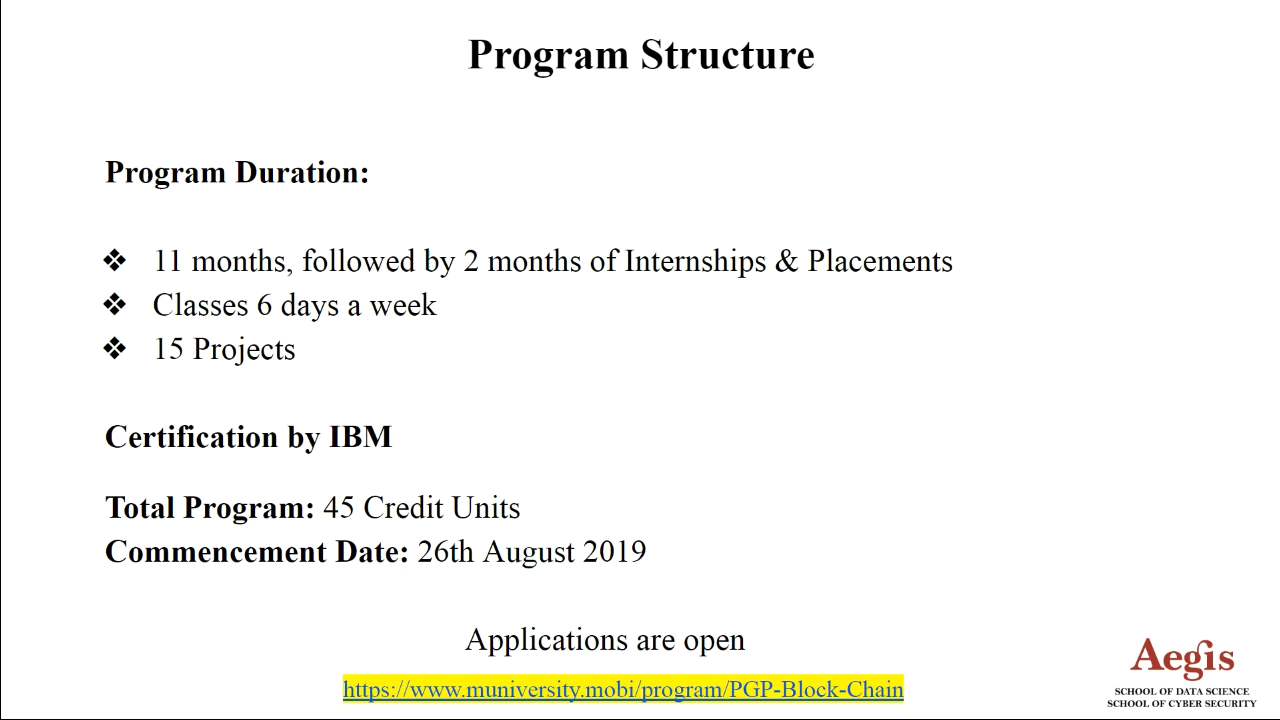 Program Structure
Program Duration:
❖ 11 months, followed by 2 months of Internships & Placements
❖ Classes 6 days a week
❖ 15 Projects
Certification by IBM
Total Program: 45 Credit Units
Commencement Date: 26th August 2019
Applications are open
https://www.muniversity.mobi/program/PGP-Block-Chain
Aegis
SCHOOL OF DATA SCIENCE
SCHOOL OF CYBER SECURITY